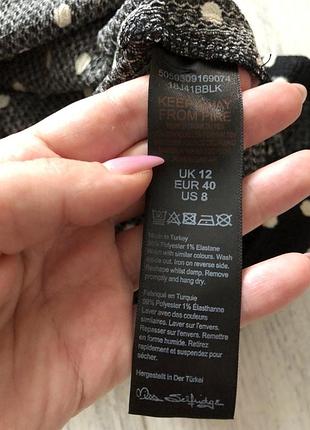 5059309169074
18J41BBLK
KEEP AWAY
FROM FIRE
UK 12
EUR 40
US 8
Made in Turkey
99% Polyester 1% Elastane
Wash with similar colours. Wash
inside out. Iron on reverse side.
Reshape whilst damp. Remove
promptly and hang dry.
Fabriqué en Turquie
99% Polyester 1% Élasthanne
Laver avec des couleurs
similaires. Laver sur l'envers.
Repasser sur l'envers. Remettre
en forme humide. Retirez
rapidement et suspendez pour
sécher.
Hergestellt in Der Türkei
Miss Selfridge